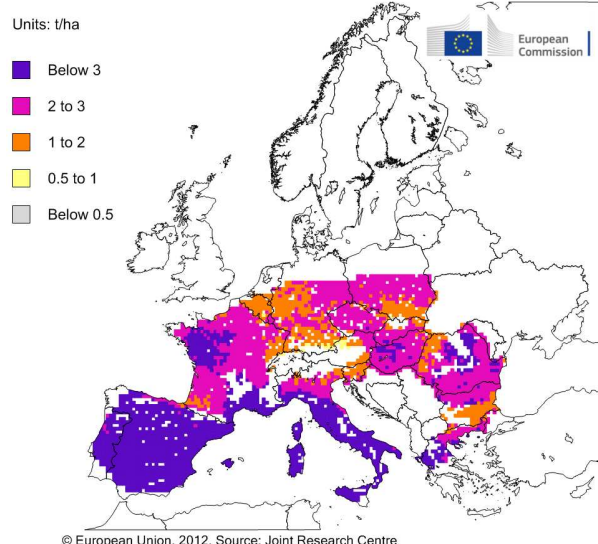 Units: t/ha
European
Commission
Below 3
2 to 3
1 to 2
0.5 to 1
Below 0.5
© European Union, 2012. Source: Joint Research Centre